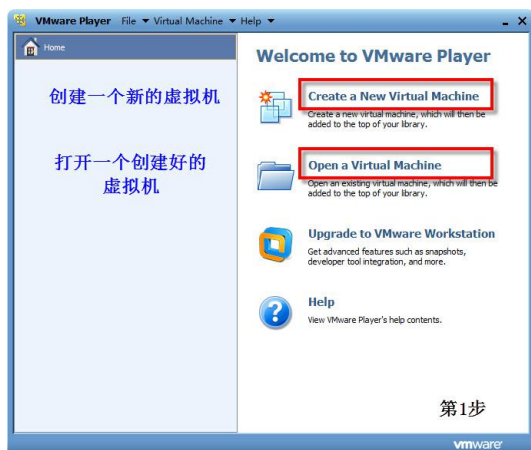 VMware Player File Virtual Machine Help
Home
创建一个新的虚拟机
打开一个创建好的
虚拟机
Welcome to VMware Player
Create a New Virtual Machine
Create a new virtual machine, which will then be
added to the top of your library.
Open a Virtual Machine
Open an existing virtual machine, which will then be
added to the top of your library.
Upgrade to VMware Workstation
Get advanced features such as snapshots,
developer tool integration, and more.
Help
View VMware Player's help contents.
第1步
vmware